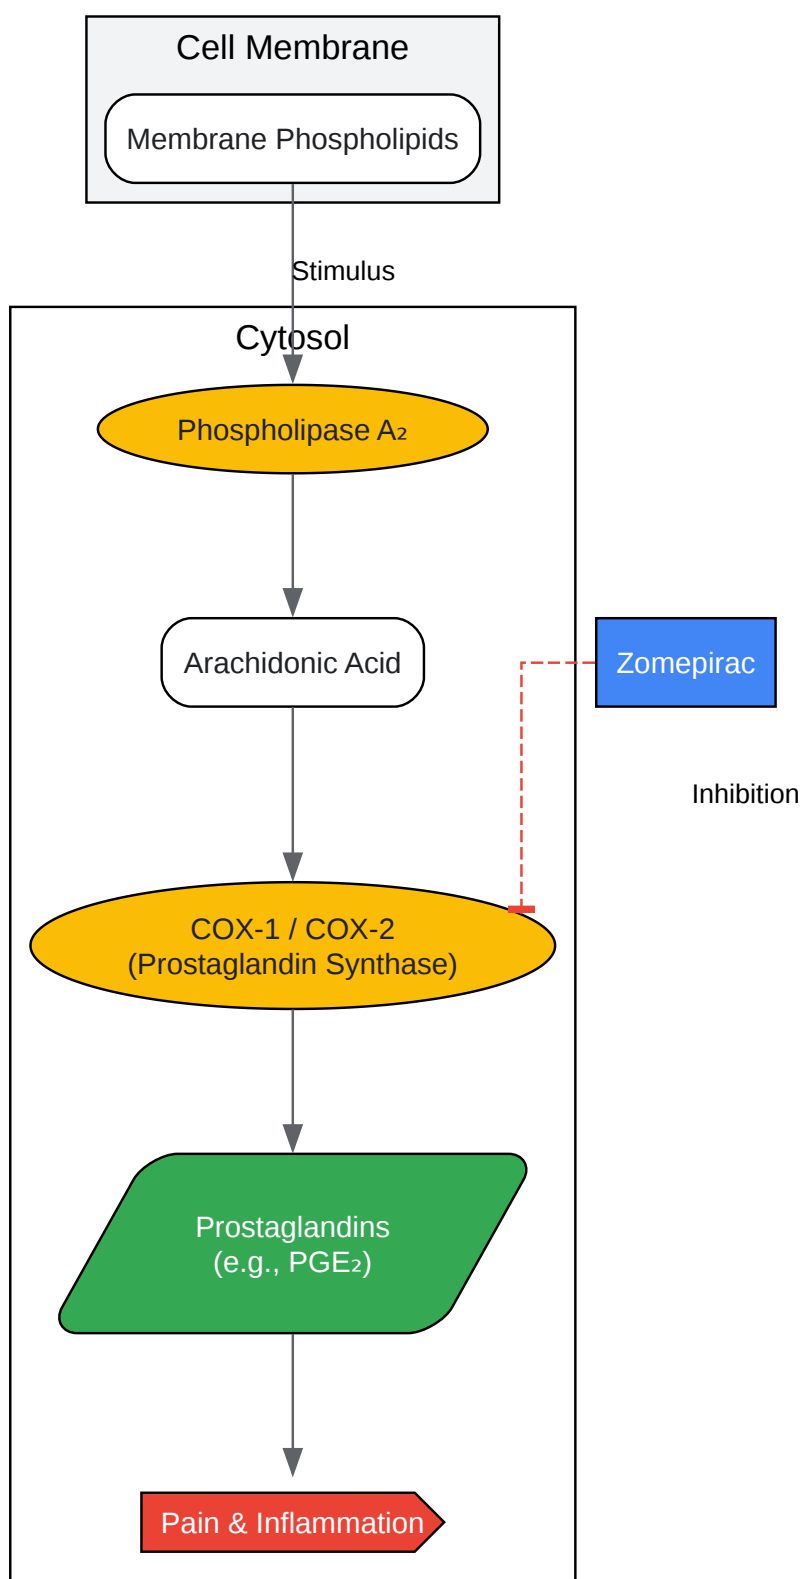 Cell Membrane
Membrane Phospholipids
Stimulus
Cytosol
Phospholipase A₂
Arachidonic Acid
Zomepirac
Inhibition
COX-1 / COX-2
(Prostaglandin Synthase)
Prostaglandins
(e.g., PGE₂)
Pain & Inflammation